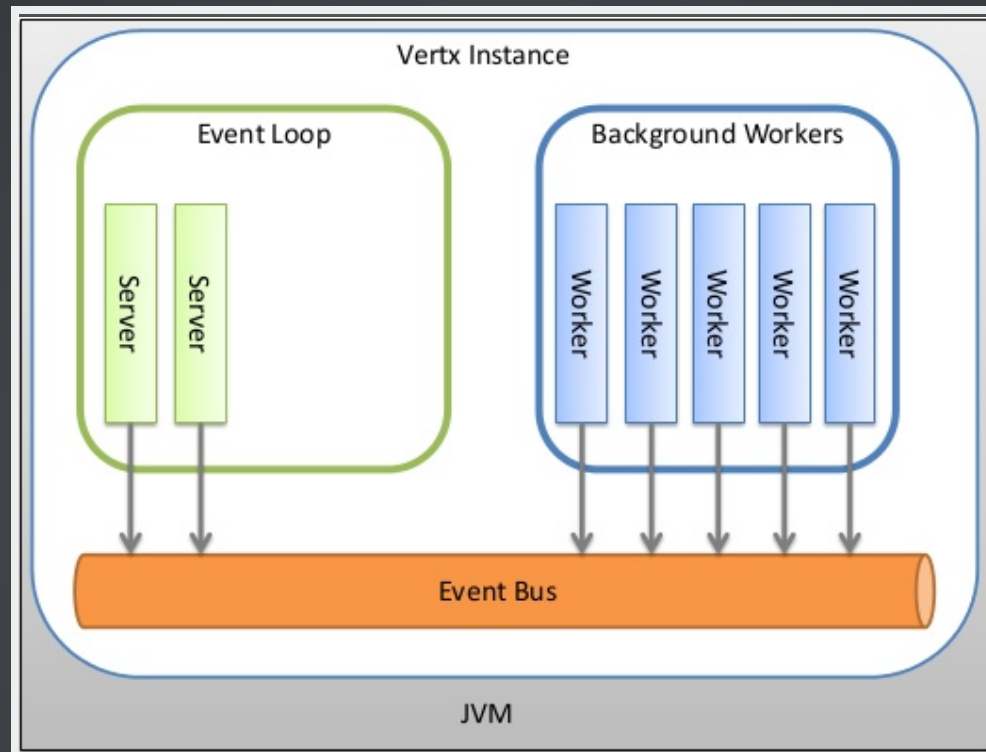 Vertx Instance
Event Loop
Background Workers
Server
Server
Worker
Worker
Worker
Worker
Worker
Event Bus
JVM